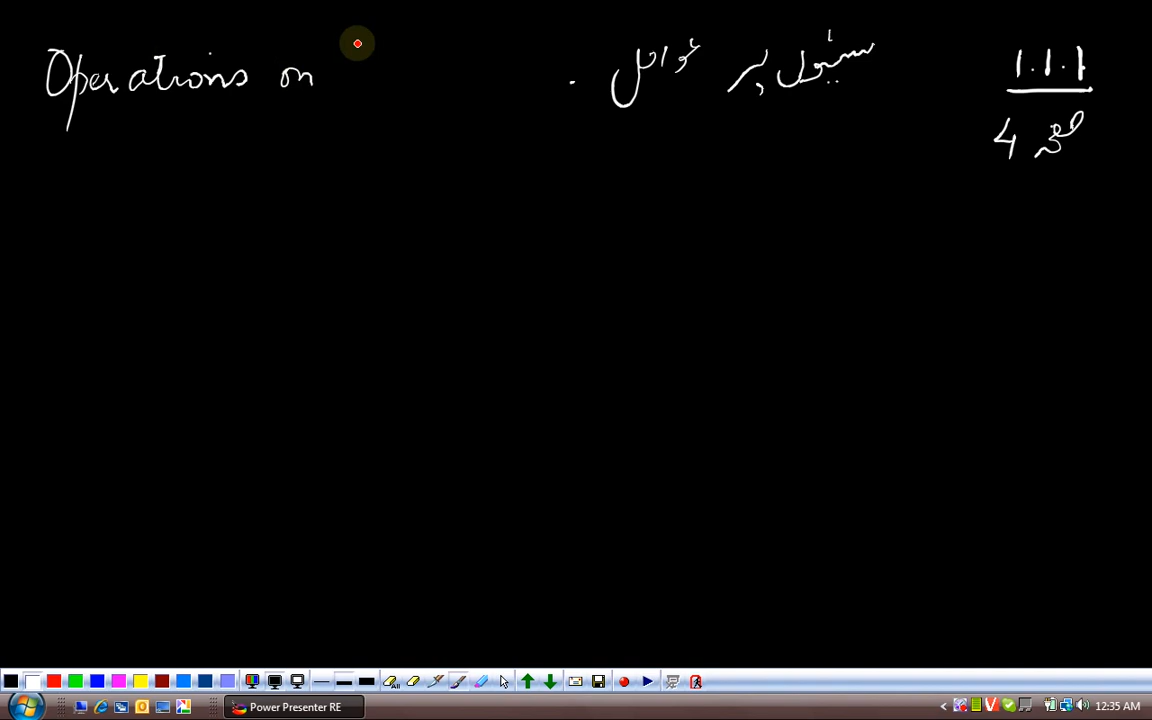 Operations on سیٹوں پر عوامل 1.1.1
صفحہ 4
Power Presenter RE 12:35 AM